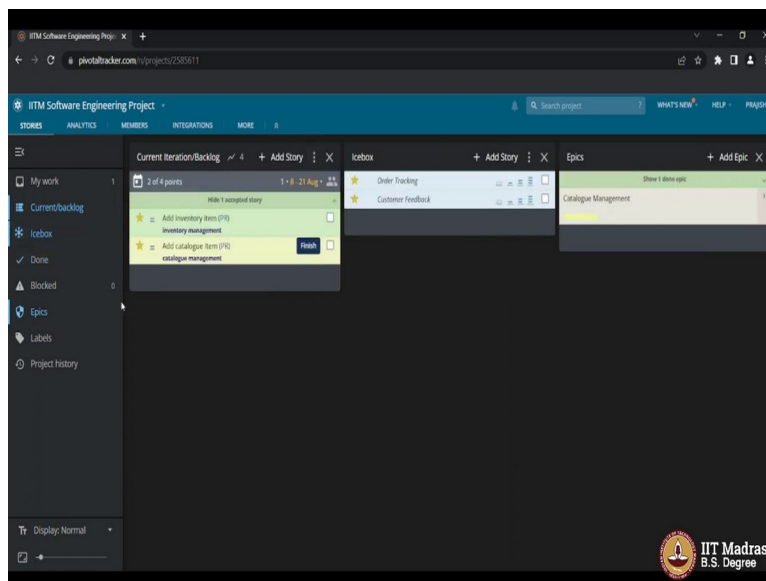 IITM Software Engineering Proje
pivotaltracker.com/n/projects/2585611
IITM Software Engineering Project
Search project
WHAT'S NEW
HELP
PRAJISH
STORIES ANALYTICS MEMBERS INTEGRATIONS MORE
My work 1
Current/backlog
Icebox
Done
Blocked 0
Epics
Labels
Project history
Display: Normal
Current Iteration/Backlog 4 + Add Story
2 of 4 points 1 • 8 - 21 Aug
Hide 1 accepted story
Add inventory item (PR)
inventory management
Add catalogue item (PR) Finish
catalogue management
Icebox + Add Story
Order Tracking
Customer Feedback
Epics + Add Epic
Show 1 done epic
Catalogue Management
IIT Madras
B.S. Degree